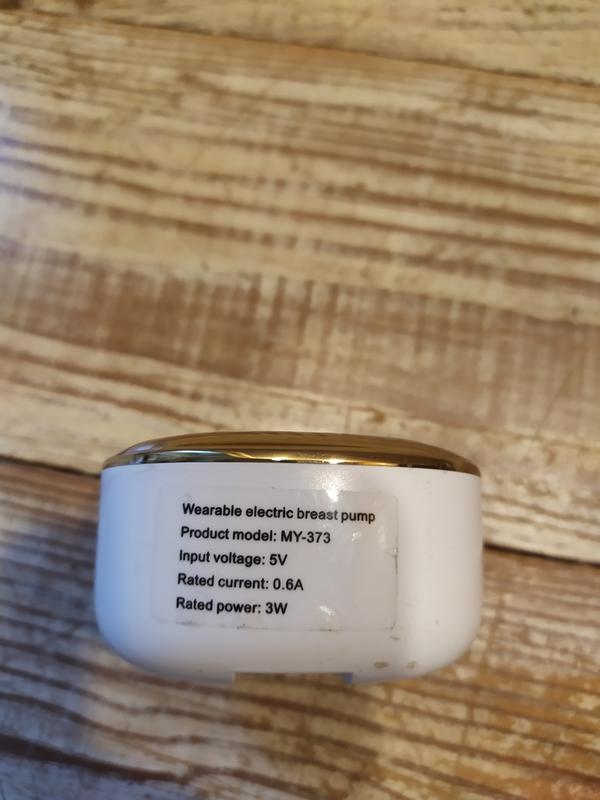 Wearable electric breast pump
Product model: MY-373
Input voltage: 5V
Rated current: 0.6A
Rated power: 3W